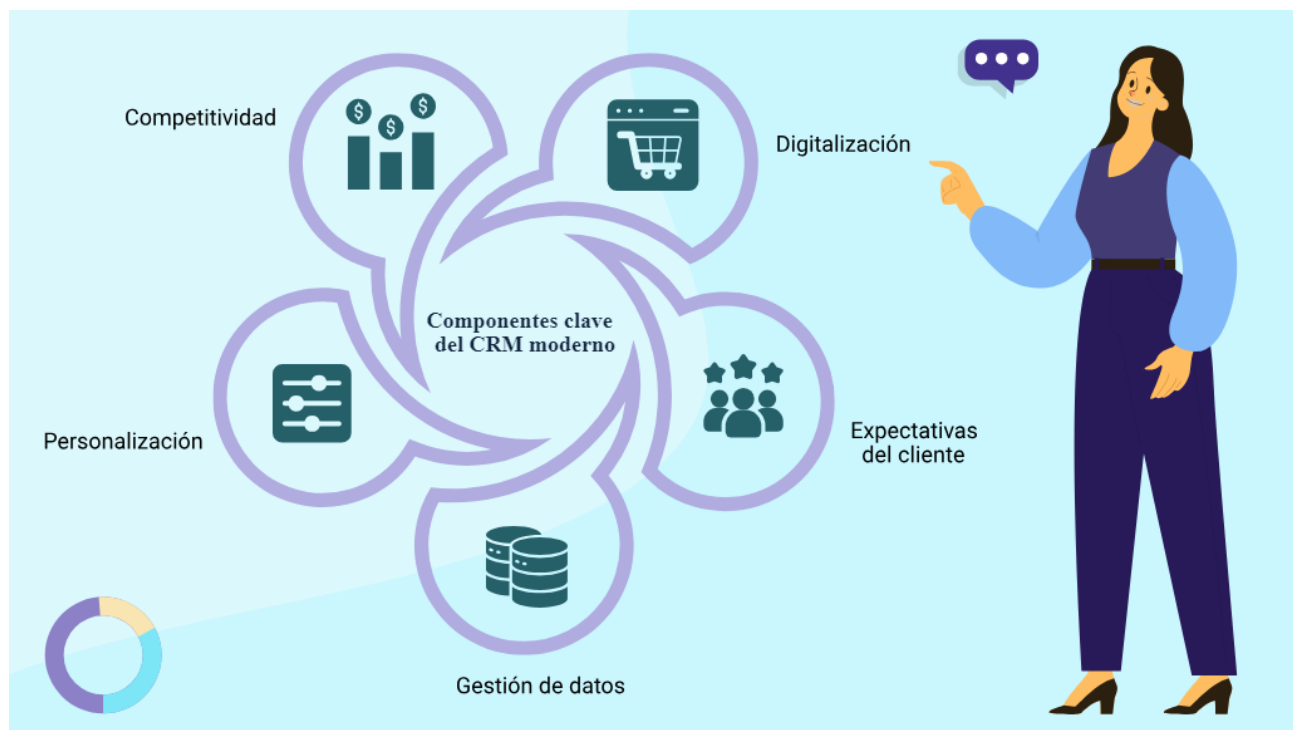 Competitividad
Digitalización
Componentes clave
del CRM moderno
Personalización
Expectativas
del cliente
Gestión de datos